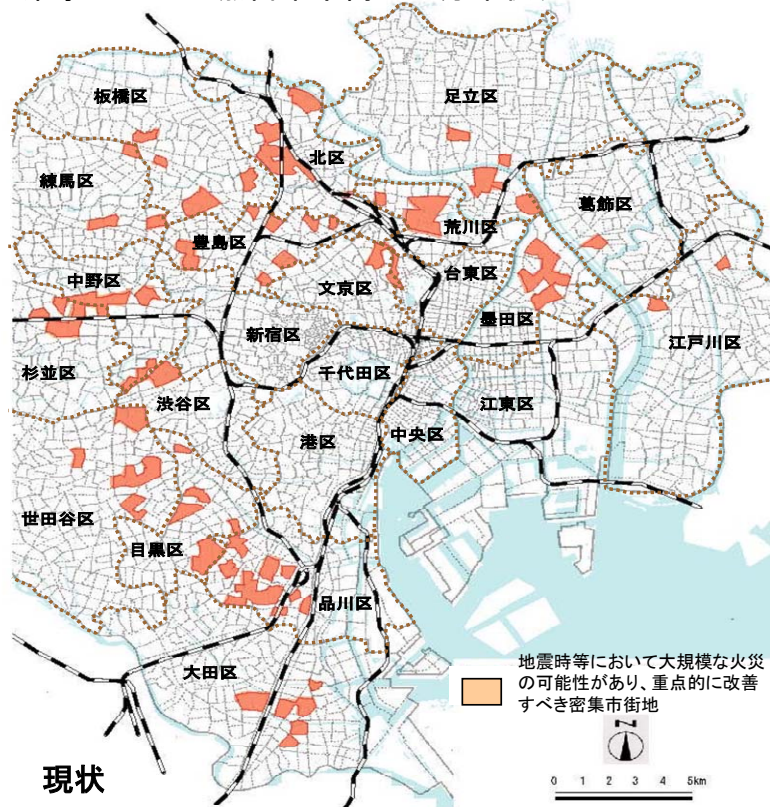 板橋区
足立区
北区
練馬区
葛飾区
荒川区
豊島区
台東区
中野区
文京区
墨田区
新宿区
江戸川区
杉並区
千代田区
渋谷区
江東区
中央区
港区
世田谷区
目黒区
品川区
大田区
地震時等において大規模な火災
の可能性があり、重点的に改善
すべき密集市街地
N
現状
0 1 2 3 4 5km